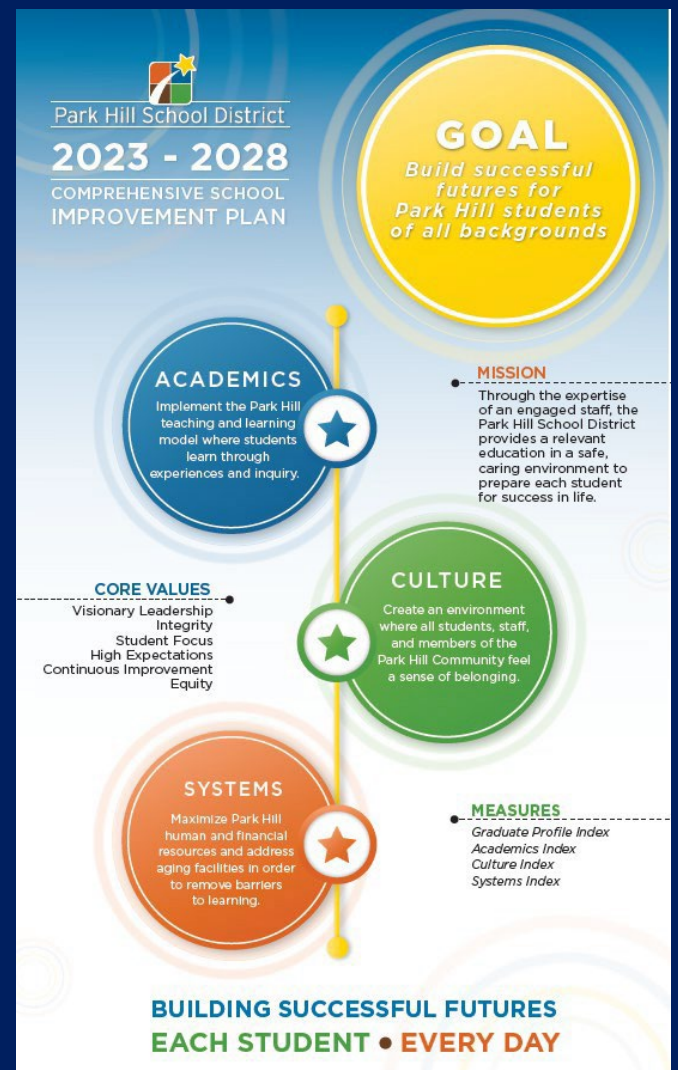 Park Hill School District
2023 - 2028
COMPREHENSIVE SCHOOL
IMPROVEMENT PLAN
GOAL
Build successful
futures for
Park Hill students
of all backgrounds
ACADEMICS
Implement the Park Hill
teaching and learning
model where students
learn through
experiences and inquiry.
MISSION
Through the expertise
of an engaged staff, the
Park Hill School District
provides a relevant
education in a safe,
caring environment to
prepare each student
for success in life.
CORE VALUES
Visionary Leadership
Integrity
Student Focus
High Expectations
Continuous Improvement
Equity
CULTURE
Create an environment
where all students, staff,
and members of the
Park Hill Community feel
a sense of belonging.
SYSTEMS
Maximize Park Hill
human and financial
resources and address
aging facilities in order
to remove barriers
to learning.
MEASURES
Graduate Profile Index
Academics Index
Culture Index
Systems Index
BUILDING SUCCESSFUL FUTURES
EACH STUDENT • EVERY DAY